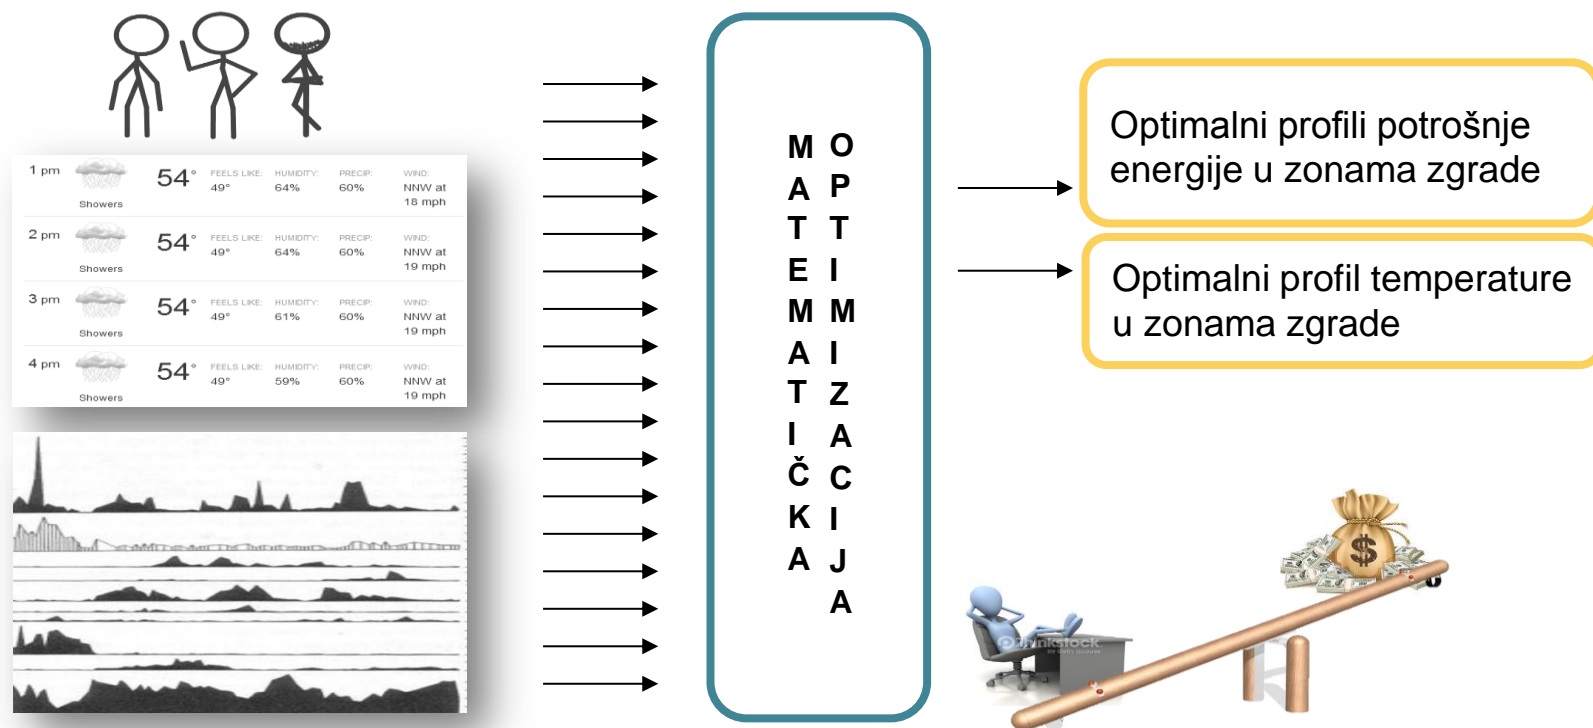 1 pm
Showers
54°
FEELS LIKE:
49°
HUMIDITY:
64%
PRECIP:
60%
WIND:
NNW at
18 mph
2 pm
Showers
54°
FEELS LIKE:
49°
HUMIDITY:
64%
PRECIP:
60%
WIND:
NNW at
19 mph
3 pm
Showers
54°
FEELS LIKE:
49°
HUMIDITY:
61%
PRECIP:
60%
WIND:
NNW at
19 mph
4 pm
Showers
54°
FEELS LIKE:
49°
HUMIDITY:
59%
PRECIP:
60%
WIND:
NNW at
19 mph
MATEMATIČKA
OPTIMIZACIJA
Optimalni profili potrošnje
energije u zonama zgrade
Optimalni profil temperature
u zonama zgrade
$